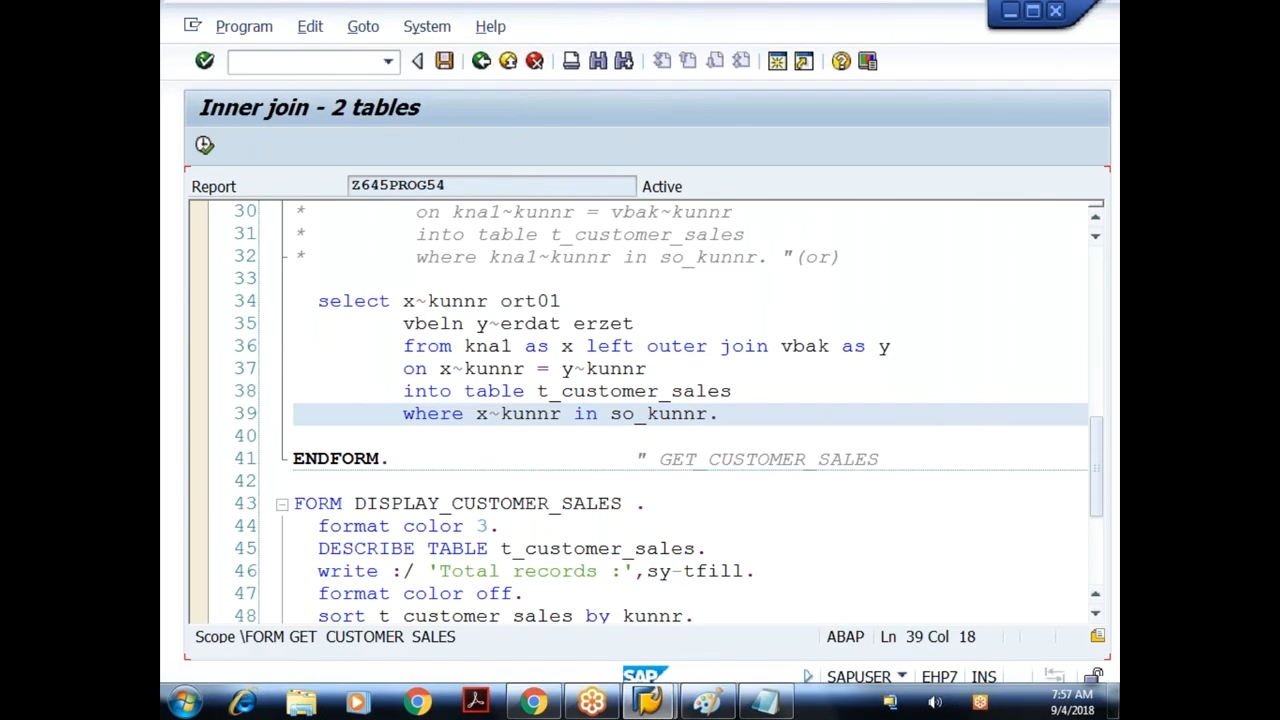 Program Edit Goto System Help
Inner join - 2 tables
Report Z645PROG54 Active
30 * on kna1~kunnr = vbak~kunnr
31 * into table t_customer_sales
32 * where kna1~kunnr in so_kunnr. "(or)
33
34 select x~kunnr ort01
35 vbeln y~erdat erzet
36 from kna1 as x left outer join vbak as y
37 on x~kunnr = y~kunnr
38 into table t_customer_sales
39 where x~kunnr in so_kunnr.
40
41 ENDFORM. " GET_CUSTOMER_SALES
42
43 FORM DISPLAY_CUSTOMER_SALES .
44 format color 3.
45 DESCRIBE TABLE t_customer_sales.
46 write :/ 'Total records :',sy-tfill.
47 format color off.
48 sort t_customer_sales by kunnr.
Scope \FORM GET_CUSTOMER_SALES ABAP Ln 39 Col 18
SAP SAPUSER EHP7 INS
7:57 AM
9/4/2018